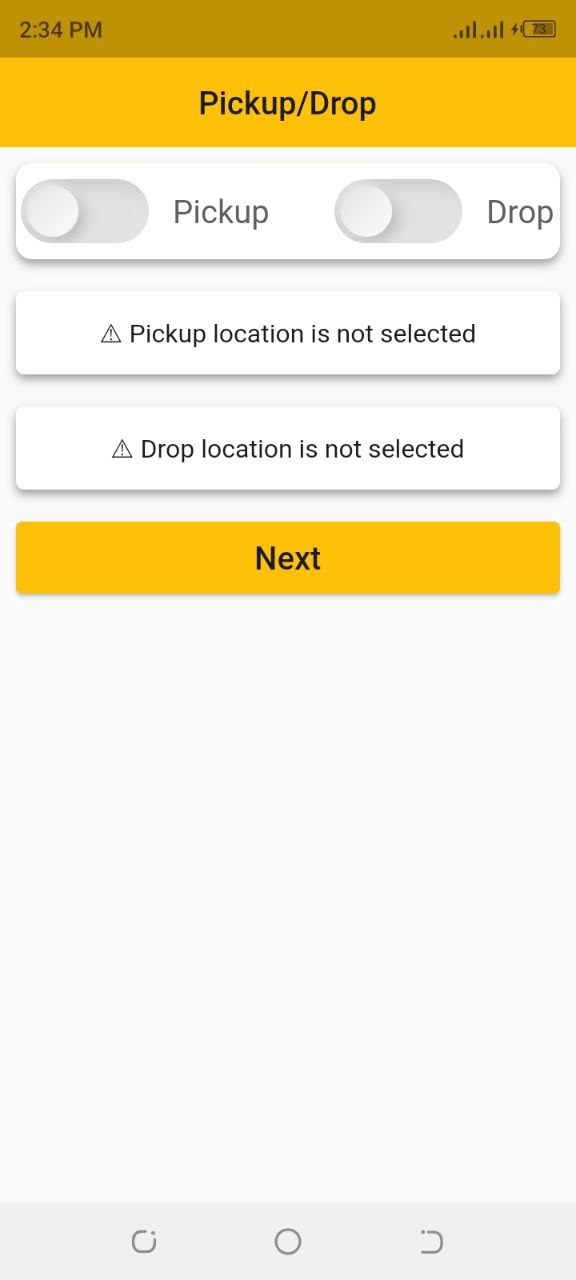 2:34 PM 73
Pickup/Drop
Pickup Drop
⚠ Pickup location is not selected
⚠ Drop location is not selected
Next